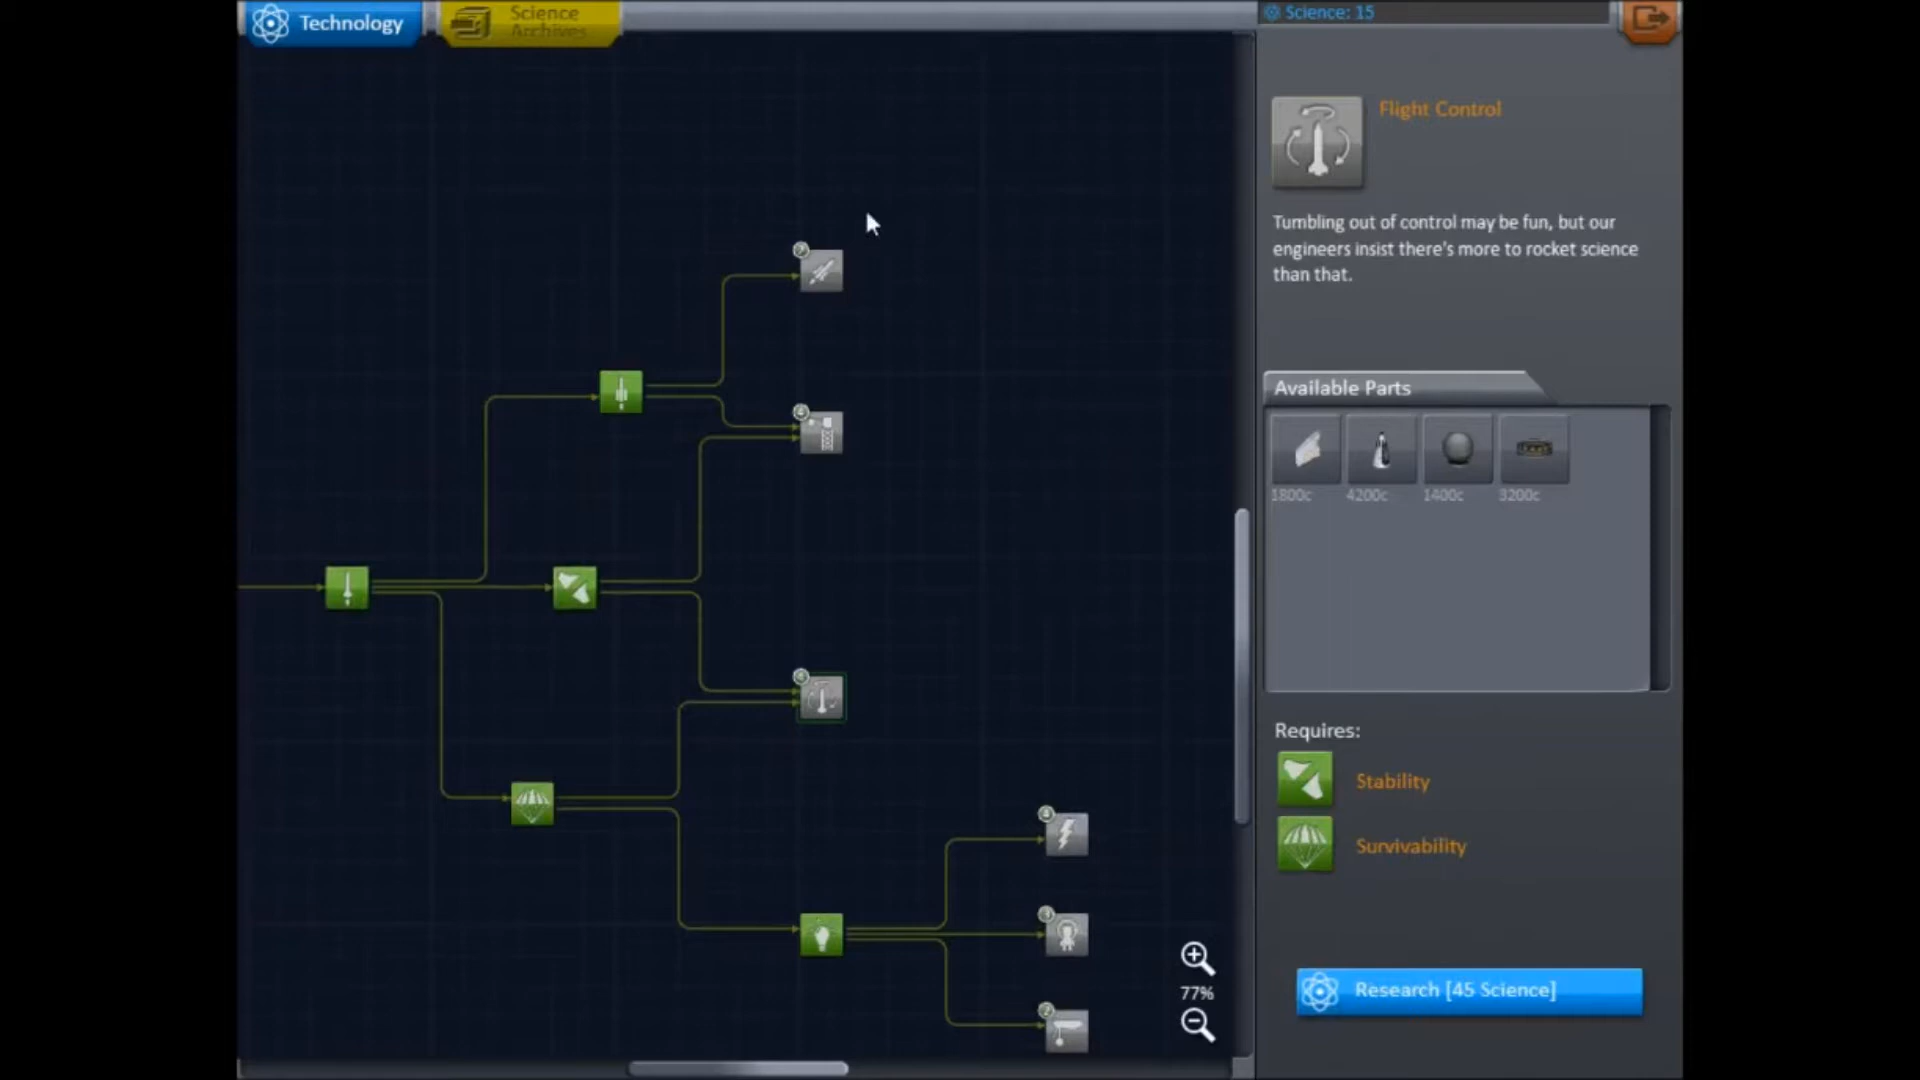 Technology
Science
Archives
Science: 15
Flight Control
Tumbling out of control may be fun, but our
engineers insist there's more to rocket science
than that.
Available Parts
1800c 4200c 1400c 3200c
Requires:
Stability
Survivability
Research [45 Science]
77%